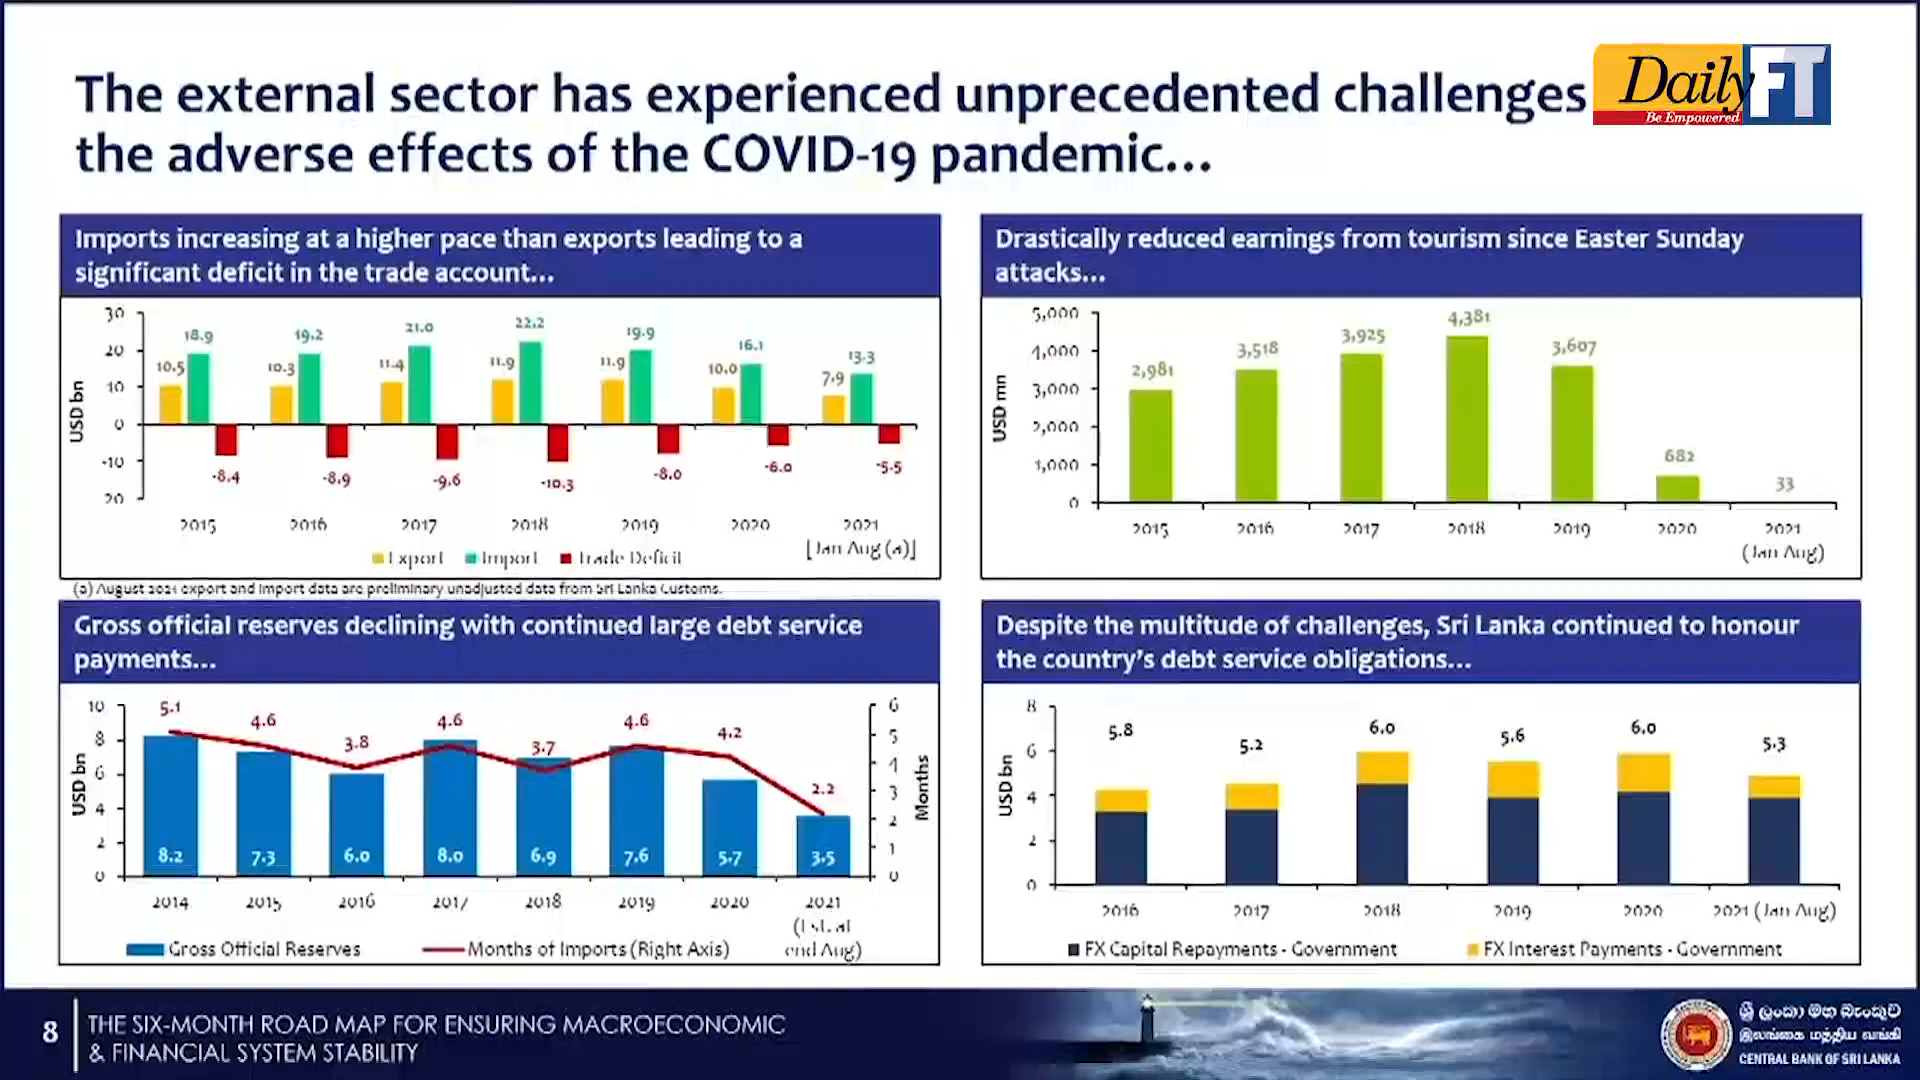 The external sector has experienced unprecedented challenges
the adverse effects of the COVID-19 pandemic...
Daily FT
Be Empowered
Imports increasing at a higher pace than exports leading to a
significant deficit in the trade account...
30
20
10
0
-10
20
USD bn
10.5 18.9 -8.4
10.3 19.2 -8.9
11.4 21.0 -9.6
11.9 22.2 -10.3
11.9 19.9 -8.0
10.0 16.1 -6.0
7.9 13.3 -5.5
2015 2016 2017 2018 2019 2020 2021
[Jan Aug (a)]
Export Import Trade Deficit
(a) August 2021 export and import data are preliminary unadjusted data from Sri Lanka Customs.
Drastically reduced earnings from tourism since Easter Sunday
attacks...
5,000
4,000
3,000
2,000
1,000
0
USD mn
2,981 3,518 3,925 4,381 3,607 682 33
2015 2016 2017 2018 2019 2020 2021
(Jan Aug)
Gross official reserves declining with continued large debt service
payments...
10
8
6
4
2
0
USD bn
5.1 4.6 3.8 4.6 3.7 4.6 4.2 2.2
8.2 7.3 6.0 8.0 6.9 7.6 5.7 3.5
6
5
4
3
2
1
0
Months
2014 2015 2016 2017 2018 2019 2020 2021
(Est. at
end Aug)
Gross Official Reserves Months of Imports (Right Axis)
Despite the multitude of challenges, Sri Lanka continued to honour
the country's debt service obligations...
8
6
4
2
0
USD bn
5.8 5.2 6.0 5.6 6.0 5.3
2016 2017 2018 2019 2020 2021 (Jan Aug)
FX Capital Repayments - Government FX Interest Payments - Government
8
THE SIX-MONTH ROAD MAP FOR ENSURING MACROECONOMIC
& FINANCIAL SYSTEM STABILITY
ශ්‍රී ලංකා මහ බැංකුව
இலங்கை மத்திய வங்கி
CENTRAL BANK OF SRI LANKA